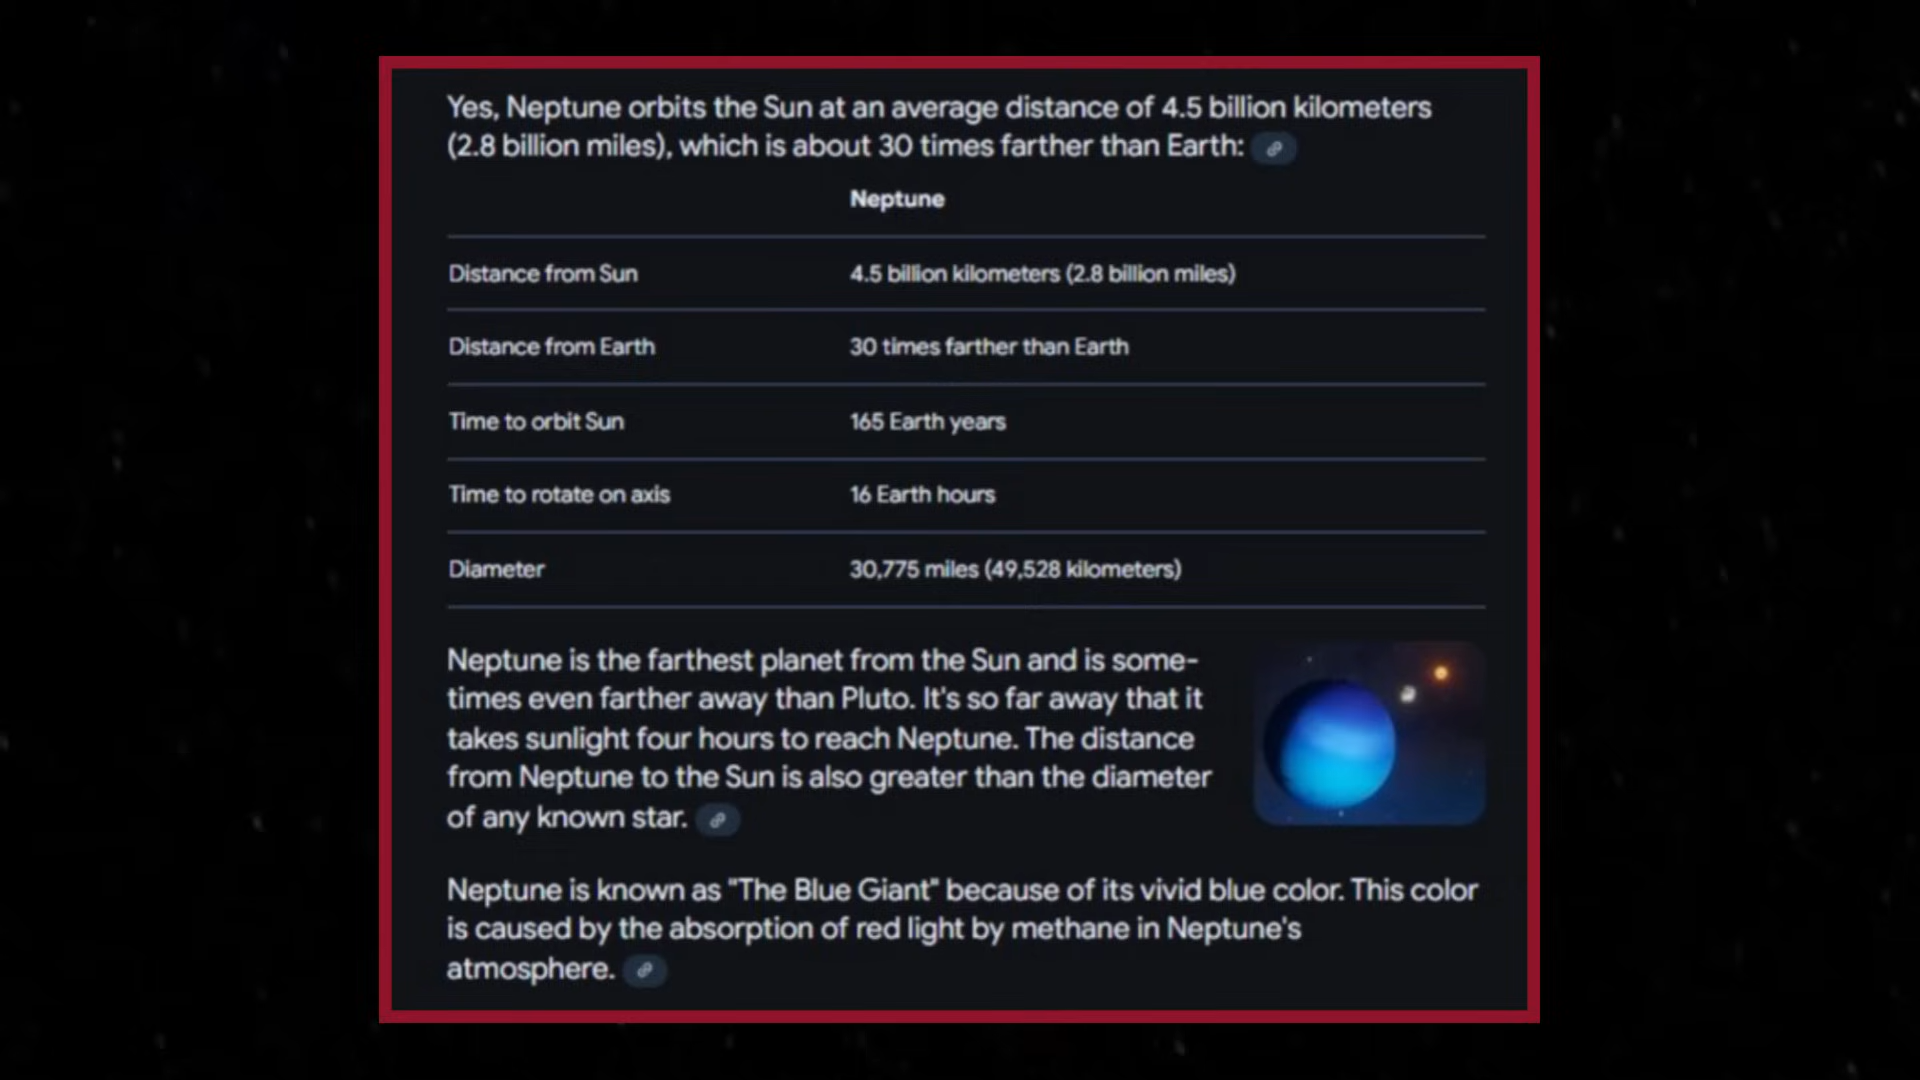 Yes, Neptune orbits the Sun at an average distance of 4.5 billion kilometers
(2.8 billion miles), which is about 30 times farther than Earth:
Neptune
Distance from Sun 4.5 billion kilometers (2.8 billion miles)
Distance from Earth 30 times farther than Earth
Time to orbit Sun 165 Earth years
Time to rotate on axis 16 Earth hours
Diameter 30,775 miles (49,528 kilometers)
Neptune is the farthest planet from the Sun and is some-
times even farther away than Pluto. It's so far away that it
takes sunlight four hours to reach Neptune. The distance
from Neptune to the Sun is also greater than the diameter
of any known star.
Neptune is known as "The Blue Giant" because of its vivid blue color. This color
is caused by the absorption of red light by methane in Neptune's
atmosphere.